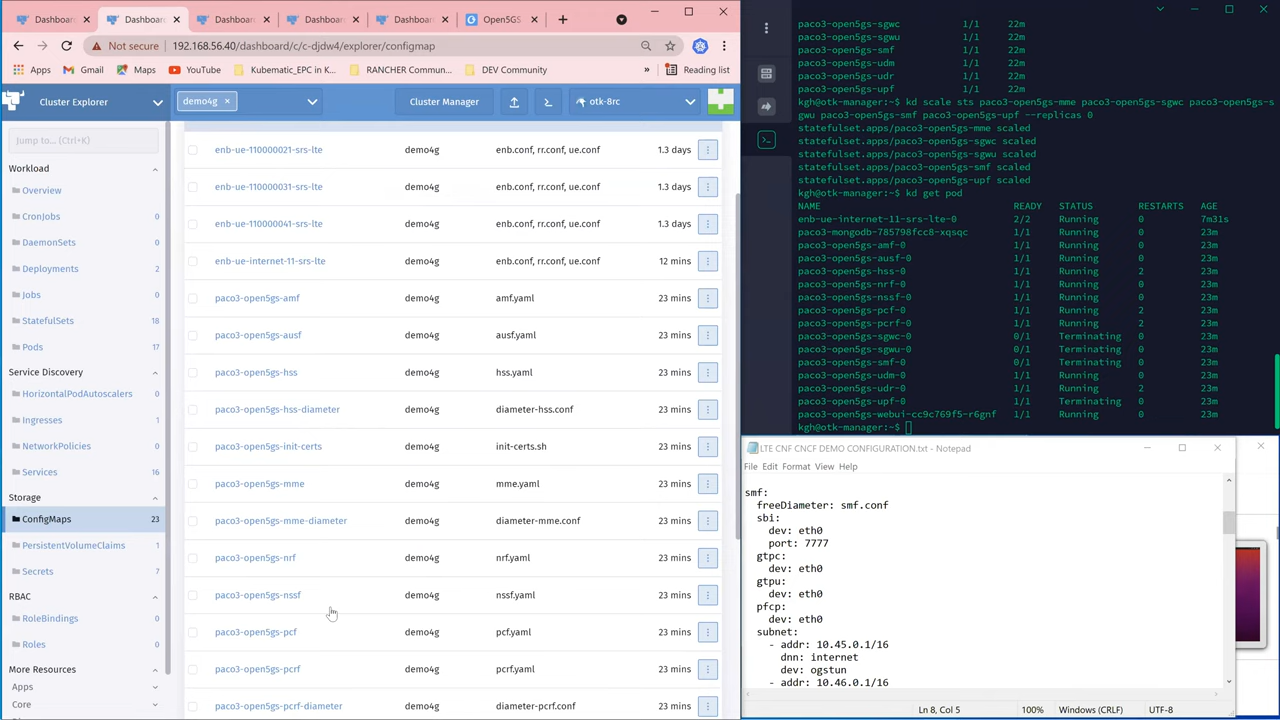 Dashboard
Dashboard
Dashboard
Dashboard
Dashboard
Open5GS
Not secure
192.168.56.40/dashboard/c/c-djdw4/explorer/configmap
Apps
Gmail
Maps
YouTube
Kubematic_EPC in K...
RANCHER Commun...
DEV Community
»
Reading list
Cluster Explorer
demo4g
Cluster Manager
otk-8rc
Jump to... (Ctrl+K)
Workload
Overview
CronJobs 0
DaemonSets 0
Deployments 2
Jobs 0
StatefulSets 18
Pods 17
Service Discovery
HorizontalPodAutoscalers 0
Ingresses 0
NetworkPolicies 0
Services 16
Storage
ConfigMaps 23
PersistentVolumeClaims 1
Secrets 7
RBAC
RoleBindings 0
Roles 0
More Resources
Apps
Core
enb-ue-110000021-srs-lte demo4g enb.conf, rr.conf, ue.conf 1.3 days
enb-ue-110000031-srs-lte demo4g enb.conf, rr.conf, ue.conf 1.3 days
enb-ue-110000041-srs-lte demo4g enb.conf, rr.conf, ue.conf 1.3 days
enb-ue-internet-11-srs-lte demo4g enb.conf, rr.conf, ue.conf 12 mins
paco3-open5gs-amf demo4g amf.yaml 23 mins
paco3-open5gs-ausf demo4g ausf.yaml 23 mins
paco3-open5gs-hss demo4g hss.yaml 23 mins
paco3-open5gs-hss-diameter demo4g diameter-hss.conf 23 mins
paco3-open5gs-init-certs demo4g init-certs.sh 23 mins
paco3-open5gs-mme demo4g mme.yaml 23 mins
paco3-open5gs-mme-diameter demo4g diameter-mme.conf 23 mins
paco3-open5gs-nrf demo4g nrf.yaml 23 mins
paco3-open5gs-nssf demo4g nssf.yaml 23 mins
paco3-open5gs-pcf demo4g pcf.yaml 23 mins
paco3-open5gs-pcrf demo4g pcrf.yaml 23 mins
paco3-open5gs-pcrf-diameter demo4g diameter-pcrf.conf 23 mins
paco3-open5gs-sgwc 1/1 22m
paco3-open5gs-sgwu 1/1 22m
paco3-open5gs-smf 1/1 22m
paco3-open5gs-udm 1/1 22m
paco3-open5gs-udr 1/1 22m
paco3-open5gs-upf 1/1 22m
kgh@otk-manager:~$ kd scale sts paco3-open5gs-mme paco3-open5gs-sgwc paco3-open5gs-s
gwu paco3-open5gs-smf paco3-open5gs-upf --replicas 0
statefulset.apps/paco3-open5gs-mme scaled
statefulset.apps/paco3-open5gs-sgwc scaled
statefulset.apps/paco3-open5gs-sgwu scaled
statefulset.apps/paco3-open5gs-smf scaled
statefulset.apps/paco3-open5gs-upf scaled
kgh@otk-manager:~$ kd get pod
NAME READY STATUS RESTARTS AGE
enb-ue-internet-11-srs-lte-0 2/2 Running 0 7m31s
paco3-mongodb-785798fcc8-xqsqc 1/1 Running 0 23m
paco3-open5gs-amf-0 1/1 Running 0 23m
paco3-open5gs-ausf-0 1/1 Running 0 23m
paco3-open5gs-hss-0 1/1 Running 2 23m
paco3-open5gs-nrf-0 1/1 Running 0 23m
paco3-open5gs-nssf-0 1/1 Running 0 23m
paco3-open5gs-pcf-0 1/1 Running 2 23m
paco3-open5gs-pcrf-0 1/1 Running 2 23m
paco3-open5gs-sgwc-0 0/1 Terminating 0 23m
paco3-open5gs-sgwu-0 0/1 Terminating 0 23m
paco3-open5gs-smf-0 0/1 Terminating 0 23m
paco3-open5gs-udm-0 1/1 Running 0 23m
paco3-open5gs-udr-0 1/1 Running 2 23m
paco3-open5gs-upf-0 1/1 Terminating 0 23m
paco3-open5gs-webui-cc9c769f5-r6gnf 1/1 Running 0 23m
kgh@otk-manager:~$
LTE CNF CNCF DEMO CONFIGURATION.txt - Notepad
File Edit Format View Help
smf:
freeDiameter: smf.conf
sbi:
dev: eth0
port: 7777
gtpc:
dev: eth0
gtpu:
dev: eth0
pfcp:
dev: eth0
subnet:
- addr: 10.45.0.1/16
dnn: internet
dev: ogstun
- addr: 10.46.0.1/16
Ln 8, Col 5 100% Windows (CRLF) UTF-8